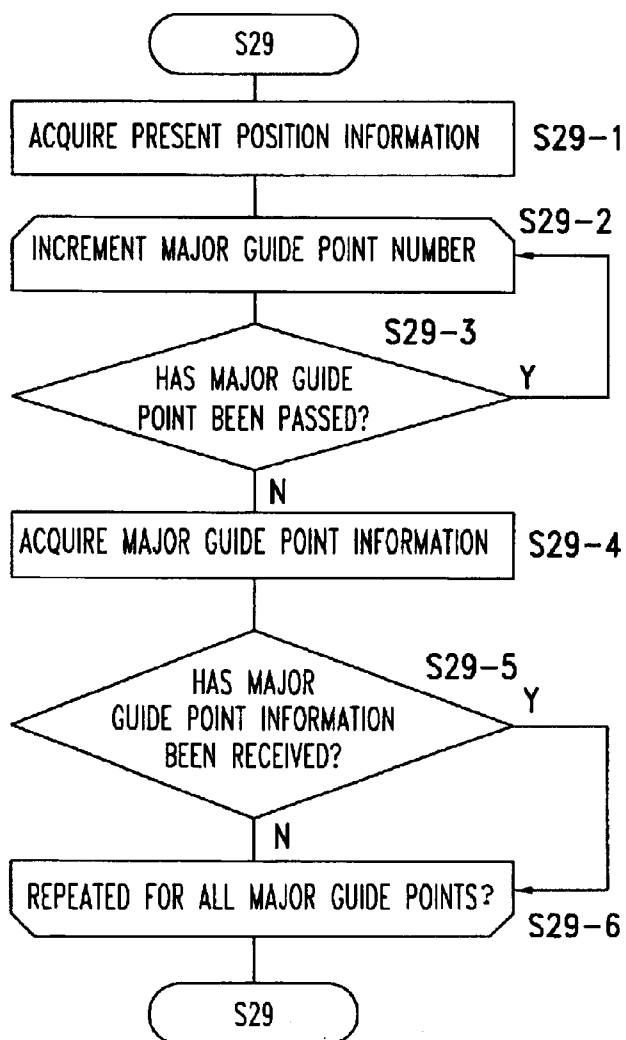 S29
ACQUIRE PRESENT POSITION INFORMATION
S29-1
S29-2
INCREMENT MAJOR GUIDE POINT NUMBER
S29-3
HAS MAJOR GUIDE
POINT BEEN PASSED?
Y
N
ACQUIRE MAJOR GUIDE POINT INFORMATION
S29-4
S29-5
HAS MAJOR
GUIDE POINT INFORMATION
BEEN RECEIVED?
Y
N
REPEATED FOR ALL MAJOR GUIDE POINTS?
S29-6
S29